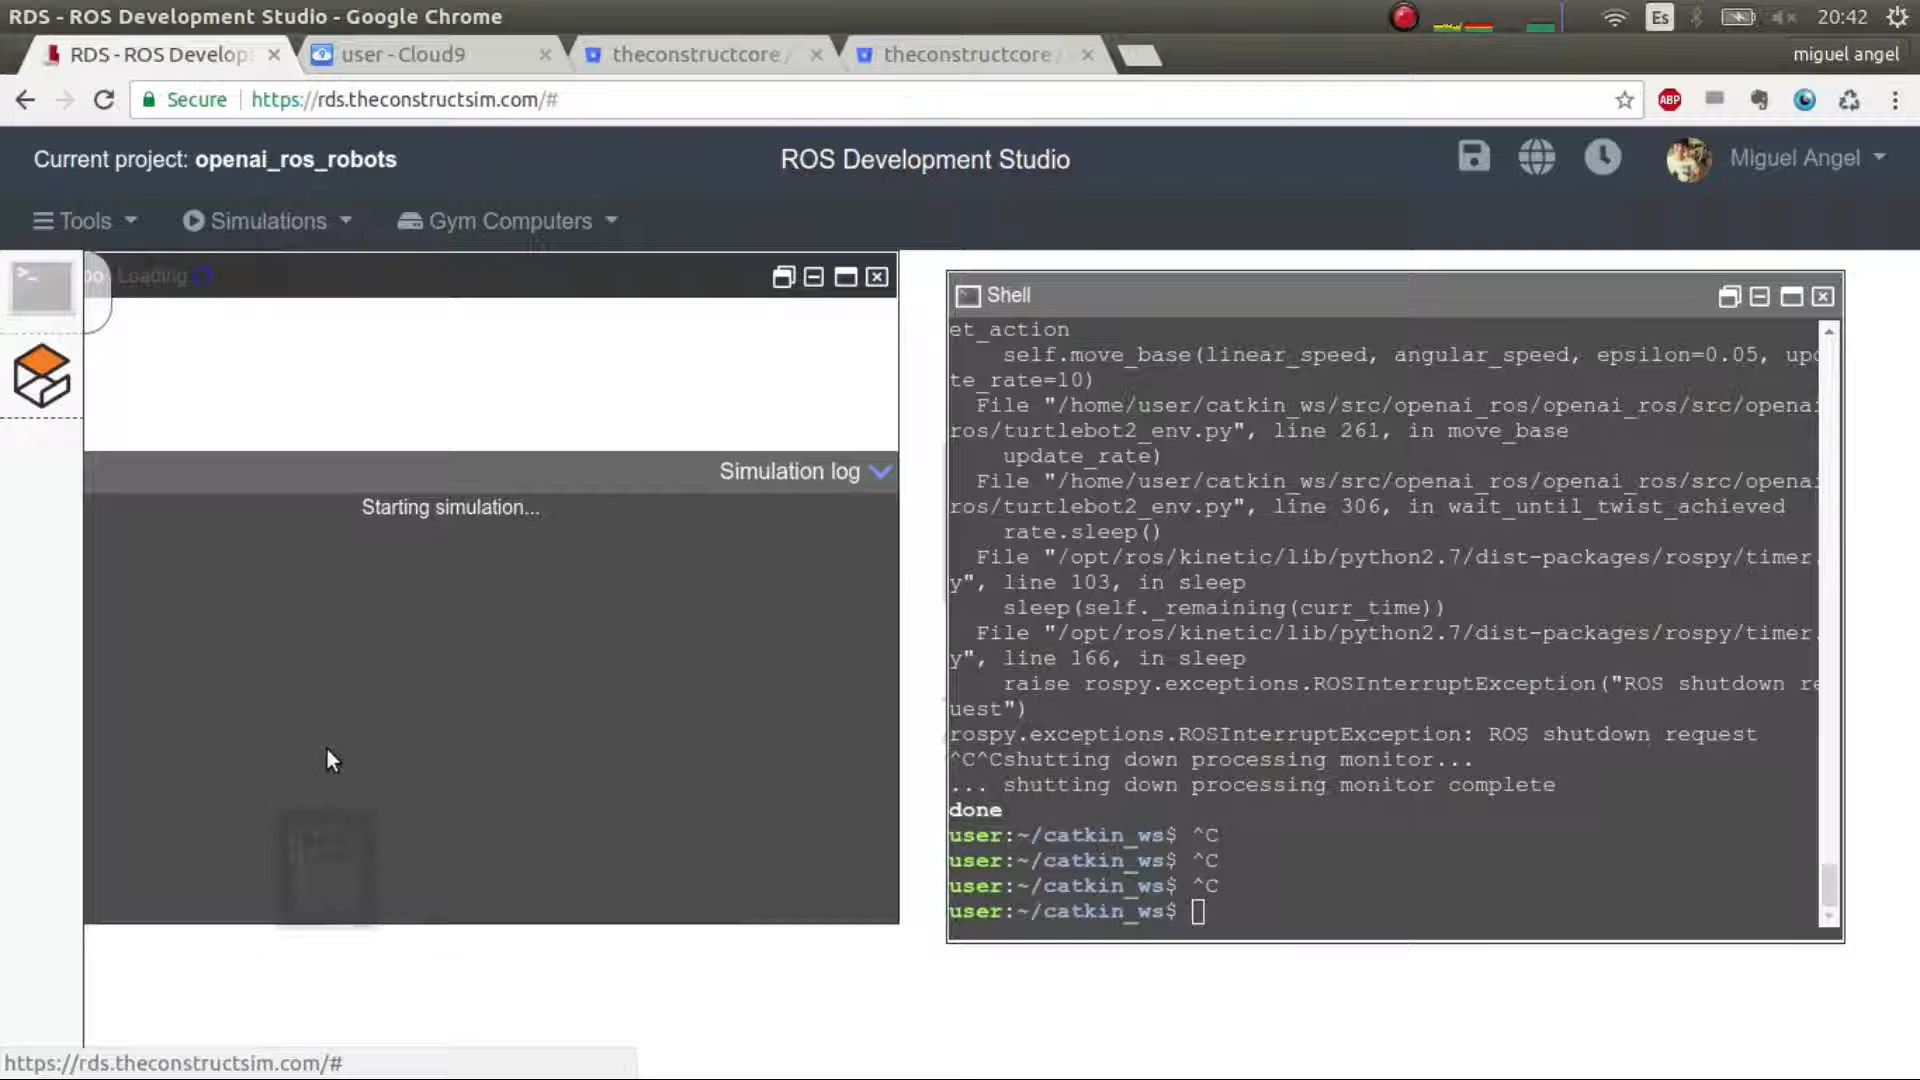 RDS - ROS Development Studio - Google Chrome
Es
20:42
RDS - ROS Develop
user - Cloud9
theconstructcore /
theconstructcore /
miguel angel
Secure
https://rds.theconstructsim.com/#
ABP
Current project: openai_ros_robots
ROS Development Studio
Miguel Angel
Tools
Simulations
Gym Computers
Loading
Simulation log
Starting simulation...
>_
Shell
et_action
self.move_base(linear_speed, angular_speed, epsilon=0.05, upd
te_rate=10)
File "/home/user/catkin_ws/src/openai_ros/openai_ros/src/openai
ros/turtlebot2_env.py", line 261, in move_base
update_rate)
File "/home/user/catkin_ws/src/openai_ros/openai_ros/src/openai
ros/turtlebot2_env.py", line 306, in wait_until_twist_achieved
rate.sleep()
File "/opt/ros/kinetic/lib/python2.7/dist-packages/rospy/timer.
y", line 103, in sleep
sleep(self._remaining(curr_time))
File "/opt/ros/kinetic/lib/python2.7/dist-packages/rospy/timer.
y", line 166, in sleep
raise rospy.exceptions.ROSInterruptException("ROS shutdown re
uest")
rospy.exceptions.ROSInterruptException: ROS shutdown request
^C^Cshutting down processing monitor...
... shutting down processing monitor complete
done
user:~/catkin_ws$ ^C
user:~/catkin_ws$ ^C
user:~/catkin_ws$ ^C
user:~/catkin_ws$
https://rds.theconstructsim.com/#